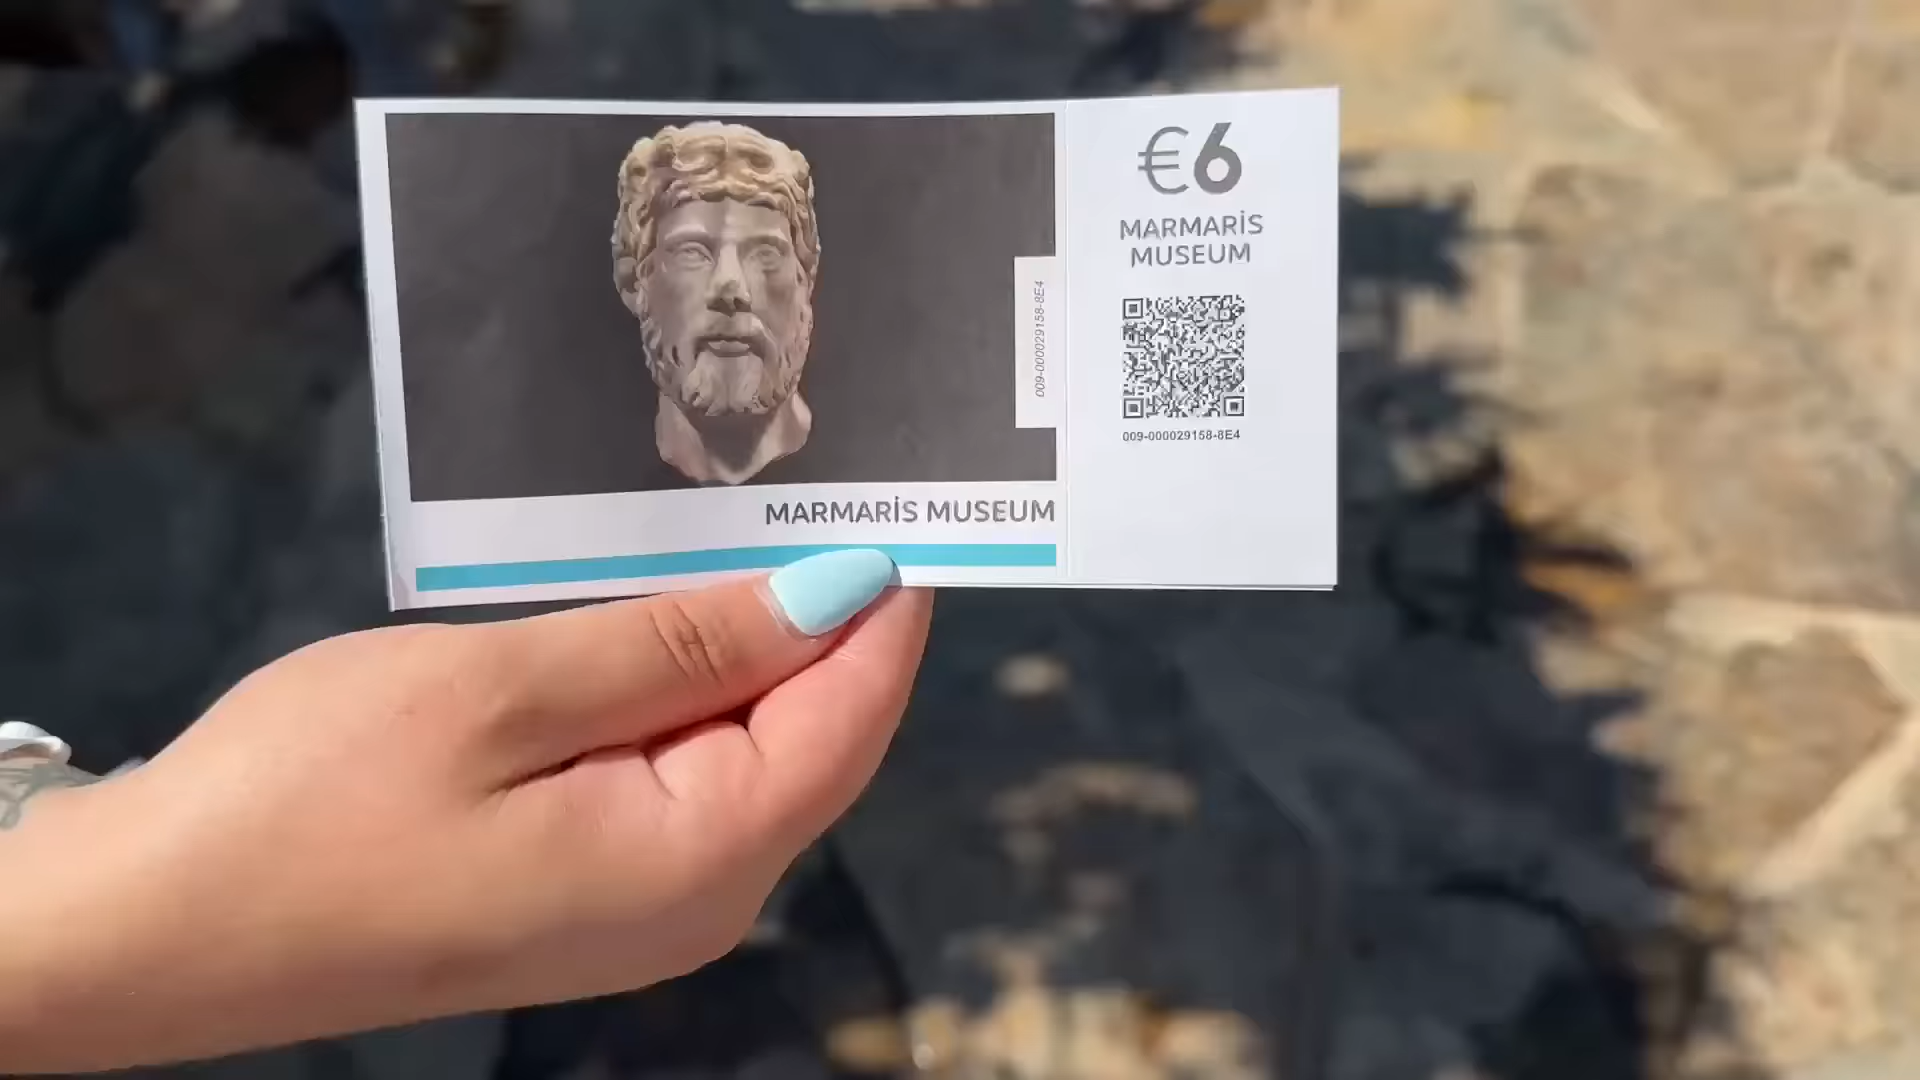 009-000029158-8E4
MARMARİS MUSEUM
€6
MARMARİS
MUSEUM
009-000029158-8E4